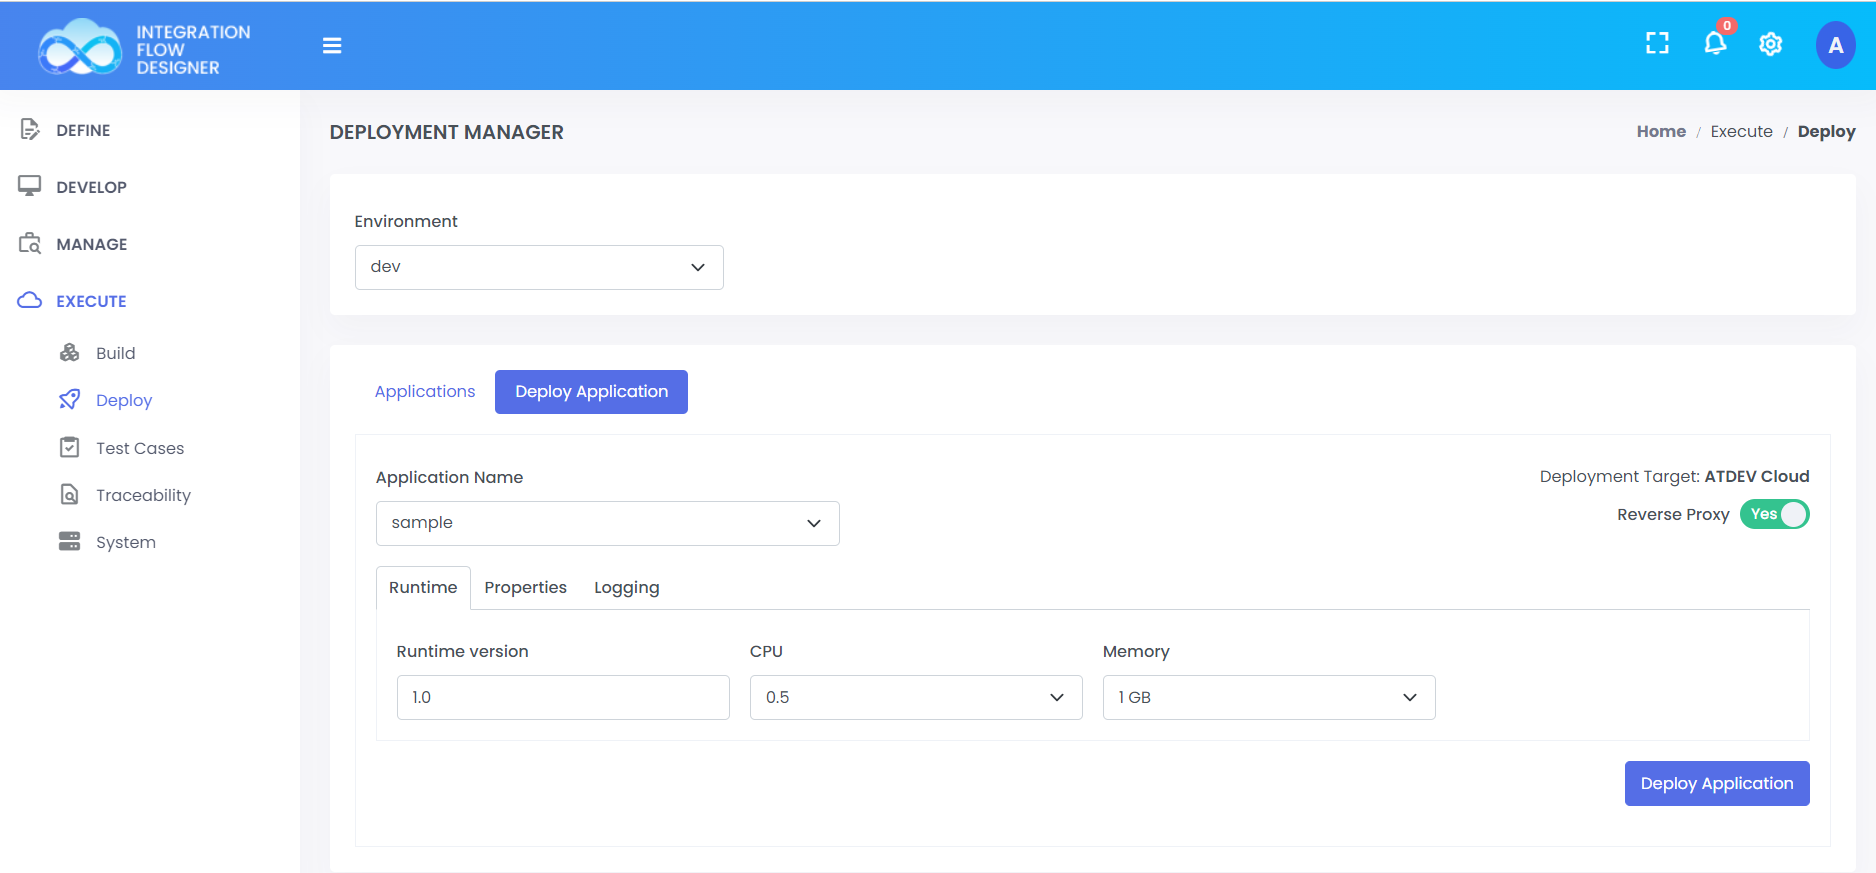 INTEGRATION
FLOW
DESIGNER
0
A
DEFINE
DEVELOP
MANAGE
EXECUTE
Build
Deploy
Test Cases
Traceability
System
DEPLOYMENT MANAGER
Home / Execute / Deploy
Environment
dev
Applications
Deploy Application
Application Name
sample
Deployment Target: ATDEV Cloud
Reverse Proxy Yes
Runtime
Properties
Logging
Runtime version
CPU
Memory
1.0
0.5
1 GB
Deploy Application